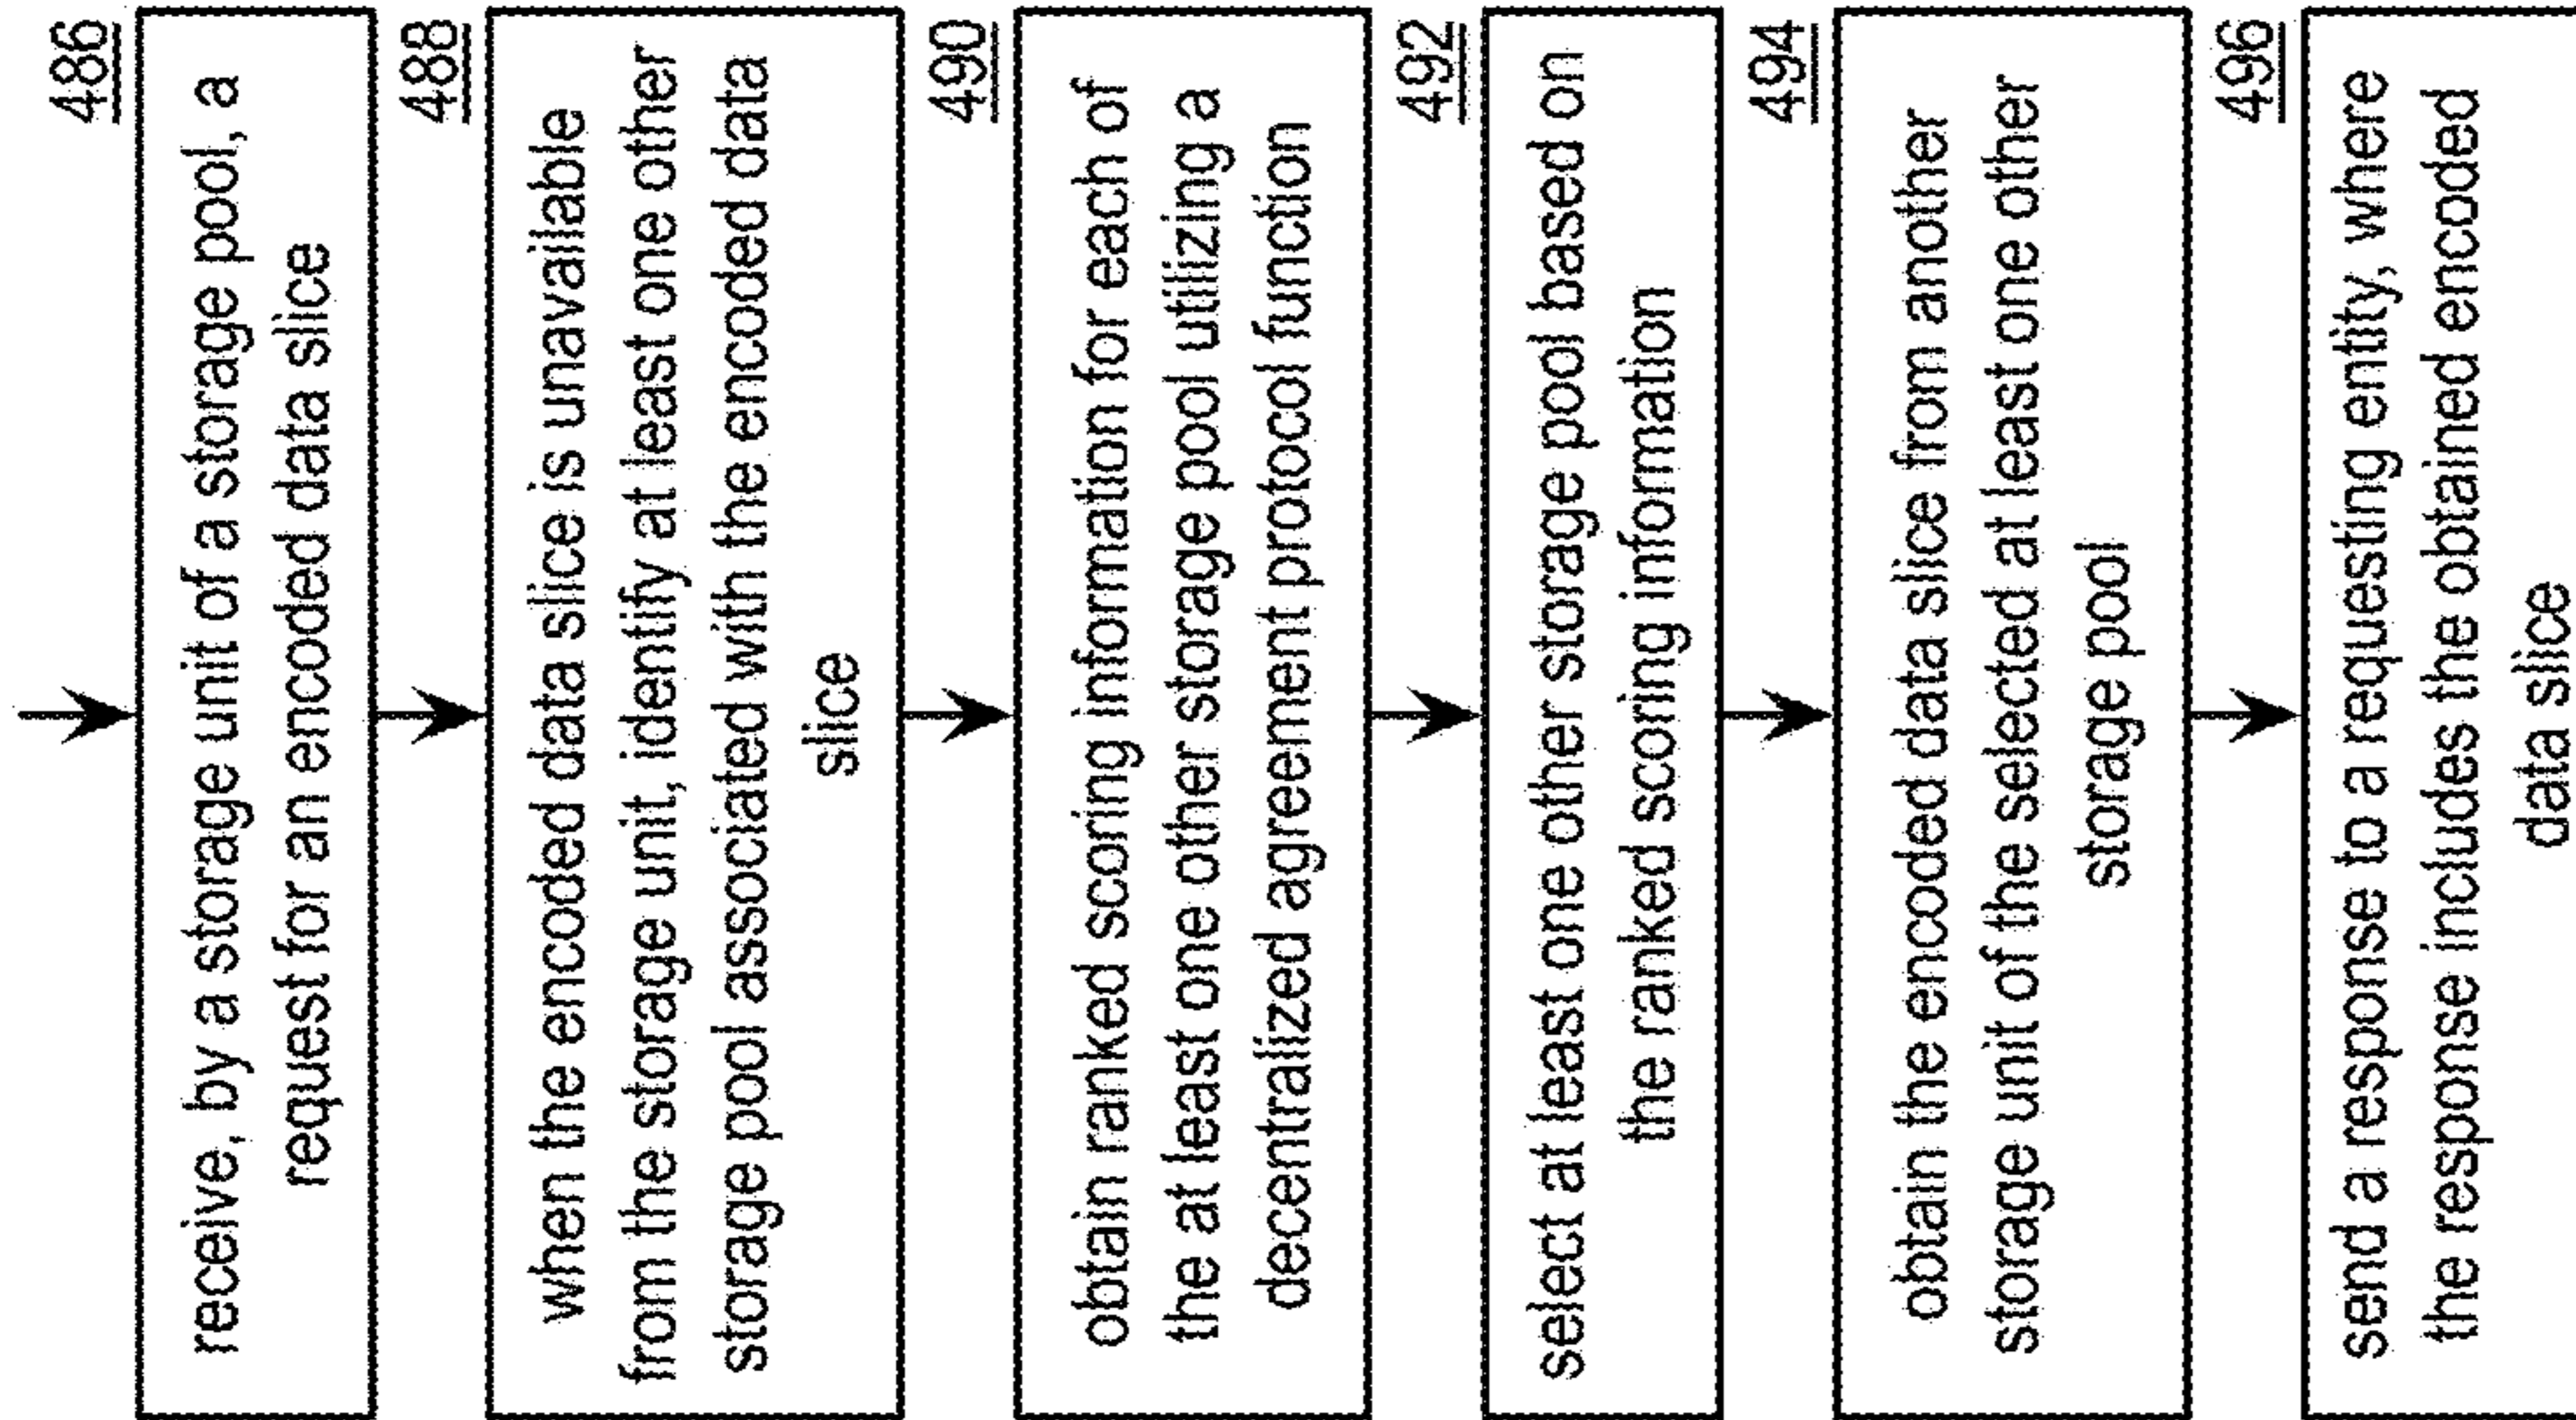 486
receive, by a storage unit of a storage pool, a
request for an encoded data slice
488
when the encoded data slice is unavailable
from the storage unit, identify at least one other
storage pool associated with the encoded data
slice
490
obtain ranked scoring information for each of
the at least one other storage pool utilizing a
decentralized agreement protocol function
492
select at least one other storage pool based on
the ranked scoring information
494
obtain the encoded data slice from another
storage unit of the selected at least one other
storage pool
496
send a response to a requesting entity, where
the response includes the obtained encoded
data slice